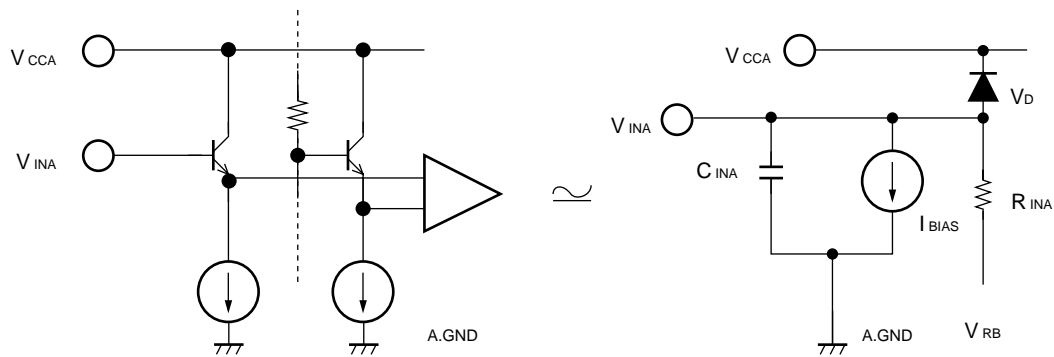 V CCA
V INA
A.GND
V CCA
V D
V INA
C INA
I BIAS
R INA
A.GND
V RB